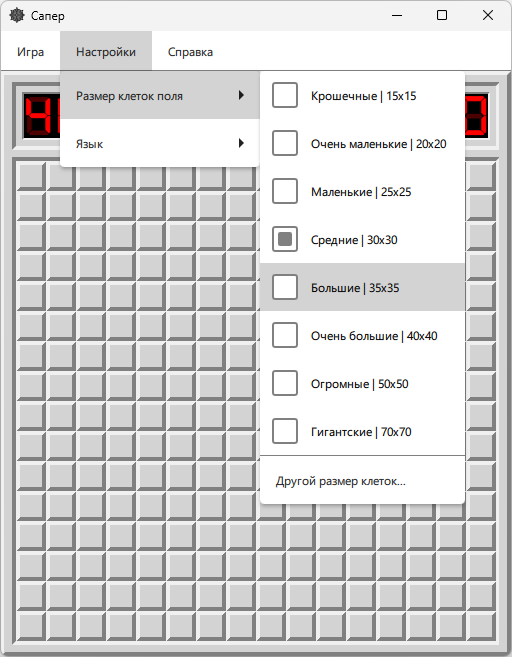 Сапер
Игра Настройки Справка
Размер клеток поля
Язык
Крошечные | 15x15
Очень маленькие | 20x20
Маленькие | 25x25
Средние | 30x30
Большие | 35x35
Очень большие | 40x40
Огромные | 50x50
Гигантские | 70x70
Другой размер клеток...